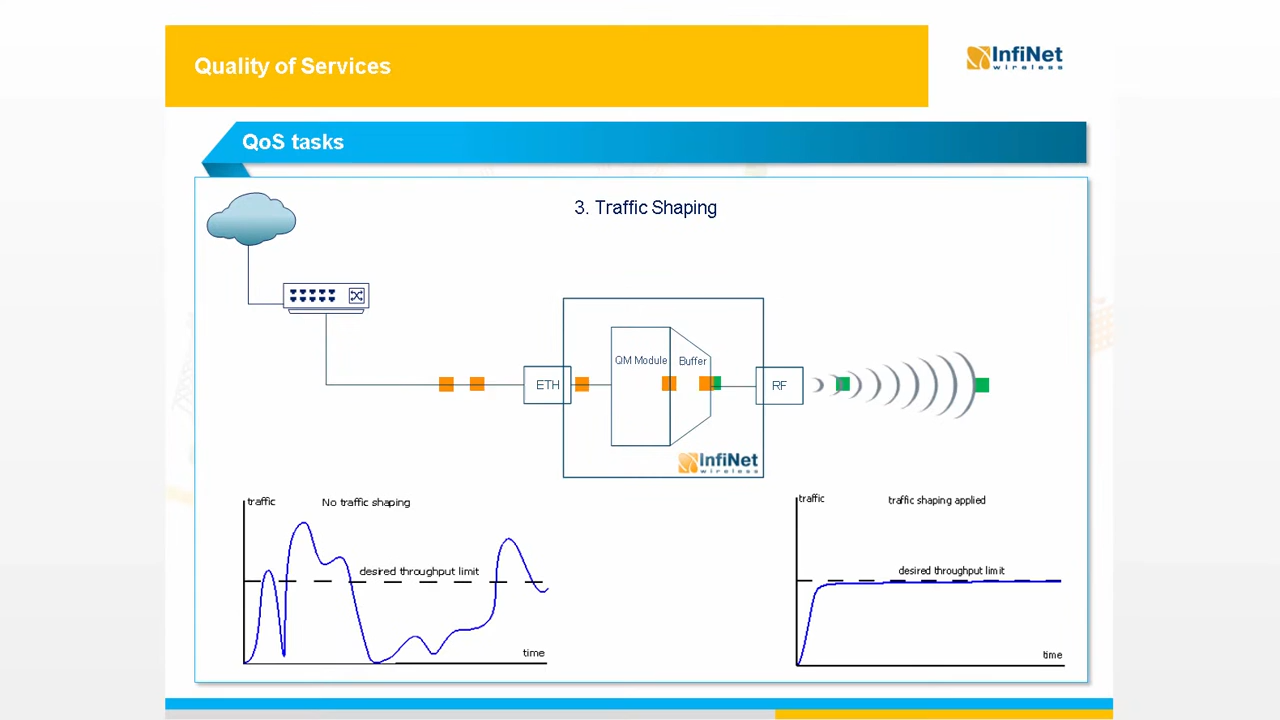 Quality of Services
InfiNet
wireless
QoS tasks
3. Traffic Shaping
QM Module
Buffer
ETH
RF
InfiNet
wireless
traffic
No traffic shaping
desired throughput limit
time
traffic
traffic shaping applied
desired throughput limit
time